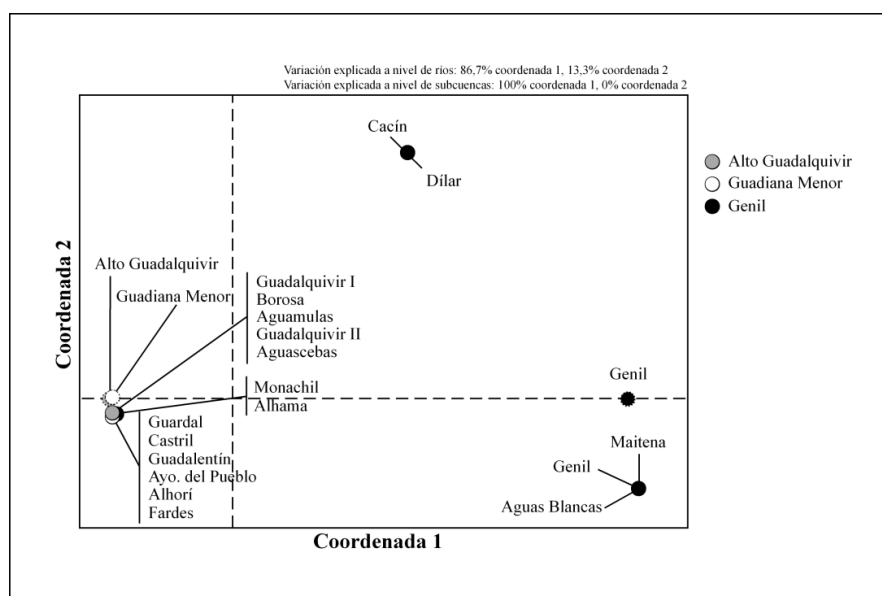 Variación explicada a nivel de ríos: 86,7% coordenada 1, 13,3% coordenada 2
Variación explicada a nivel de subcuencas: 100% coordenada 1, 0% coordenada 2
Cacín
Dílar
Alto Guadalquivir
Guadiana Menor
Genil
Coordenada 2
Alto Guadalquivir
Guadiana Menor
Guadalquivir I
Borosa
Aguamulas
Guadalquivir II
Aguascebas
Monachil
Alhama
Guardal
Castril
Guadalentín
Ayo. del Pueblo
Alhorí
Fardes
Genil
Maitena
Genil
Aguas Blancas
Coordenada 1